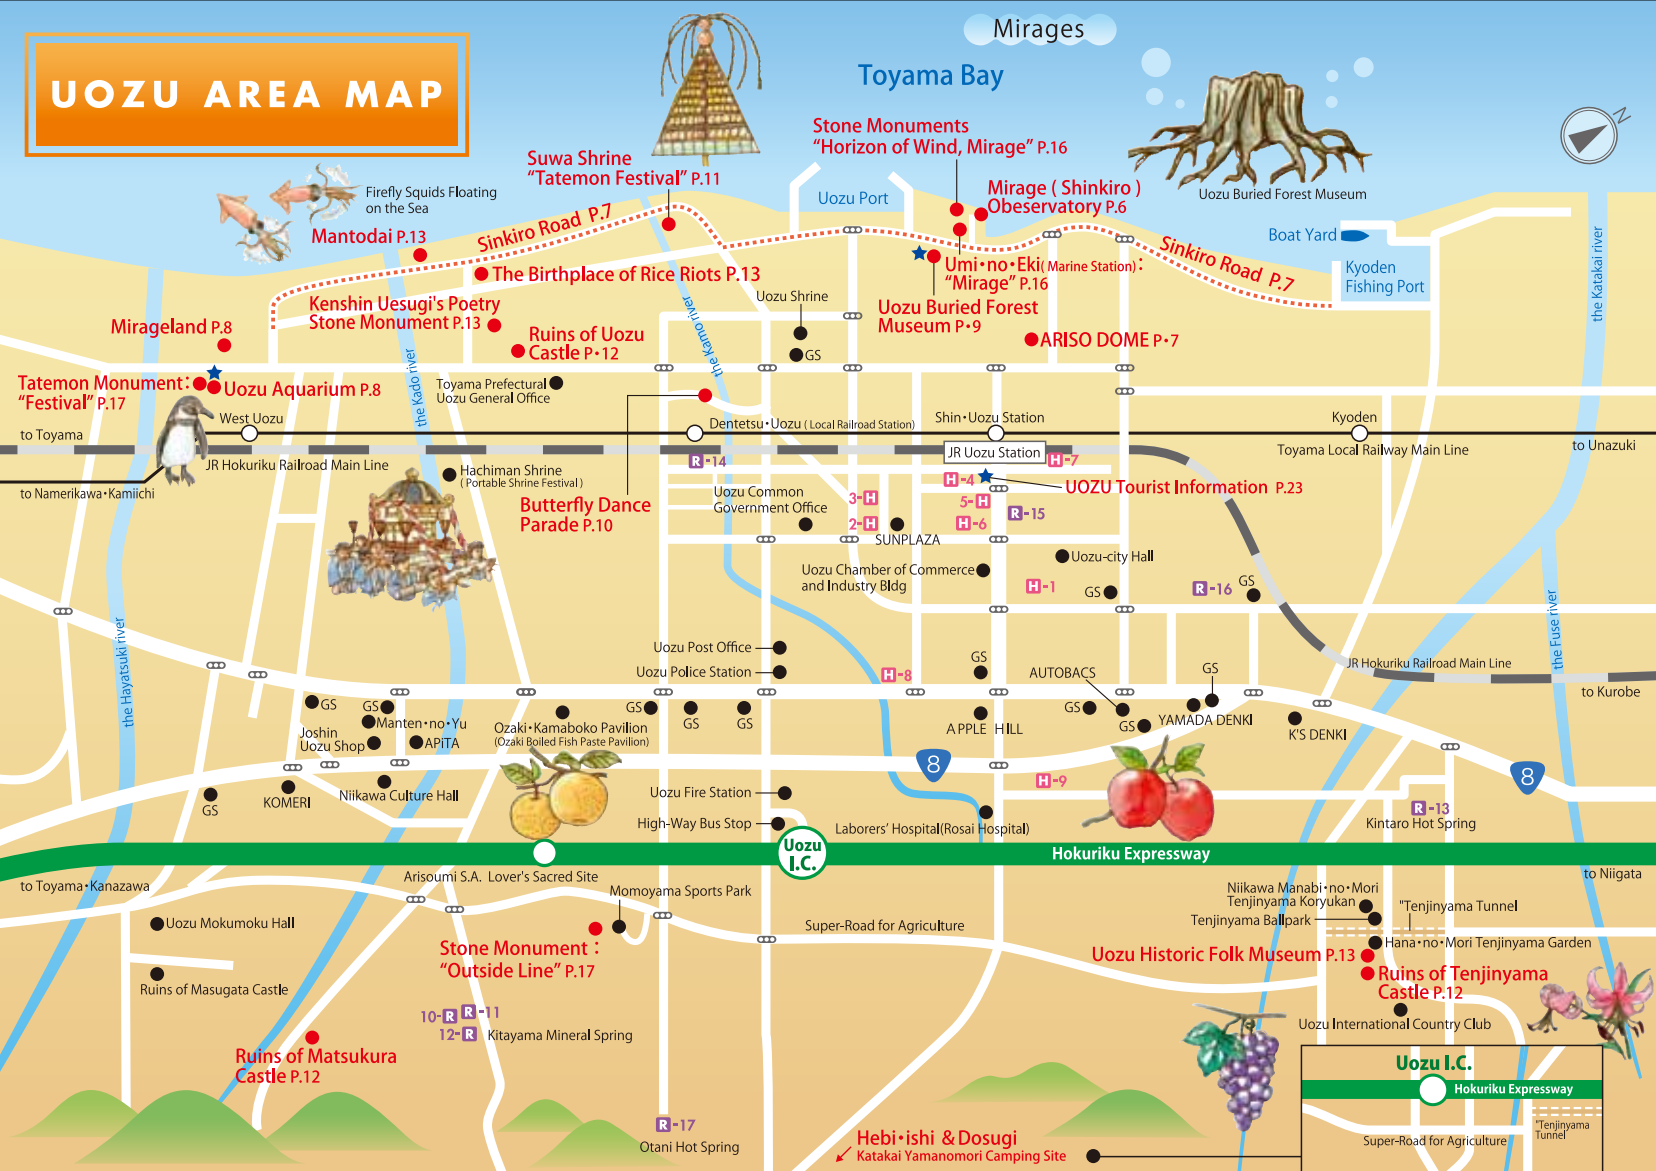 UOZU AREA MAP
Mirages
Toyama Bay
N
Stone Monuments
“Horizon of Wind, Mirage” P.16
Suwa Shrine
“Tatemon Festival” P.11
Mirage ( Shinkiro )
Obeservatory P.6
Uozu Buried Forest Museum
Firefly Squids Floating
on the Sea
Uozu Port
Sinkiro Road P.7
Mantodai P.13
Boat Yard
Sinkiro Road P.7
Kyoden
Fishing Port
the Katakai river
The Birthplace of Rice Riots P.13
Umi・no・Eki( Marine Station) :
“Mirage” P.16
Uozu Shrine
Kenshin Uesugi's Poetry
Stone Monument P.13
Uozu Buried Forest
Museum P・9
Mirageland P.8
Ruins of Uozu
Castle P・12
the Kamo river
GS
ARISO DOME P・7
Tatemon Monument:
“Festival” P.17
Uozu Aquarium P.8
Toyama Prefectural
Uozu General Office
the Kado river
West Uozu
Dentetsu・Uozu ( Local Railroad Station)
Shin・Uozu Station
Kyoden
to Toyama
JR Uozu Station
Toyama Local Railway Main Line
to Unazuki
JR Hokuriku Railroad Main Line
R-14
H-7
Hachiman Shrine
( Portable Shrine Festival )
to Namerikawa・Kamiichi
H-4
UOZU Tourist Information P.23
Uozu Common
Government Office
3-H
5-H
Butterfly Dance
Parade P.10
2-H
H-6
R-15
SUNPLAZA
Uozu-city Hall
Uozu Chamber of Commerce
and Industry Bldg
H-1
GS
R-16
GS
the Hayatsuki river
the Fuse river
Uozu Post Office
Uozu Police Station
GS
H-8
AUTOBACS
GS
JR Hokuriku Railroad Main Line
to Kurobe
GS
GS
Manten・no・Yu
Joshin
Uozu Shop
APiTA
Ozaki・Kamaboko Pavilion
(Ozaki Boiled Fish Paste Pavilion)
GS
GS
GS
APPLE HILL
GS
GS
YAMADA DENKI
K'S DENKI
8
8
GS
KOMERI
Niikawa Culture Hall
Uozu Fire Station
H-9
High-Way Bus Stop
Laborers’ Hospital(Rosai Hospital)
R-13
Kintaro Hot Spring
Uozu
I.C.
Hokuriku Expressway
to Toyama・Kanazawa
Arisoumi S.A. Lover's Sacred Site
to Niigata
Momoyama Sports Park
Niikawa Manabi・no・Mori
Tenjinyama Koryukan
"Tenjinyama Tunnel
Tenjinyama Ballpark
Uozu Mokumoku Hall
Super-Road for Agriculture
Hana・no・Mori Tenjinyama Garden
Stone Monument :
“Outside Line” P.17
Uozu Historic Folk Museum P.13
Ruins of Tenjinyama
Castle P.12
Ruins of Masugata Castle
10-R
R-11
12-R
Kitayama Mineral Spring
Uozu International Country Club
Ruins of Matsukura
Castle P.12
Uozu I.C.
Hokuriku Expressway
R-17
Otani Hot Spring
"Tenjinyama
Tunnel
Super-Road for Agriculture
Hebi・ishi & Dosugi
Katakai Yamanomori Camping Site